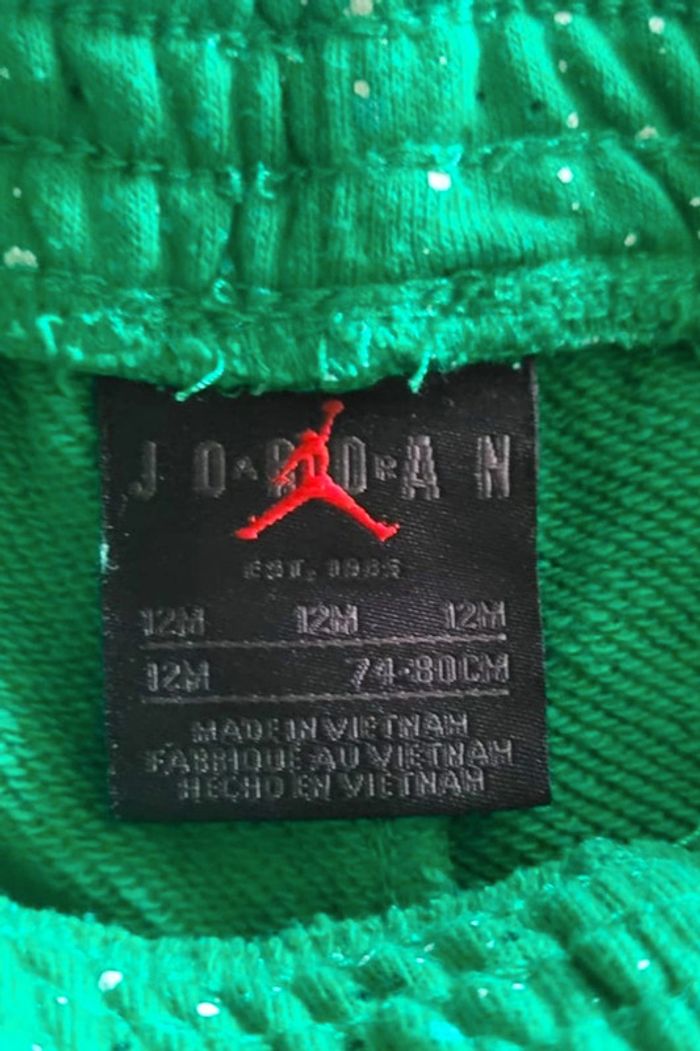 JORDAN
EST. 1985
12M 12M 12M
12M 74-80CM
MADE IN VIETNAM
FABRIQUÉ AU VIETNAM
HECHO EN VIETNAM